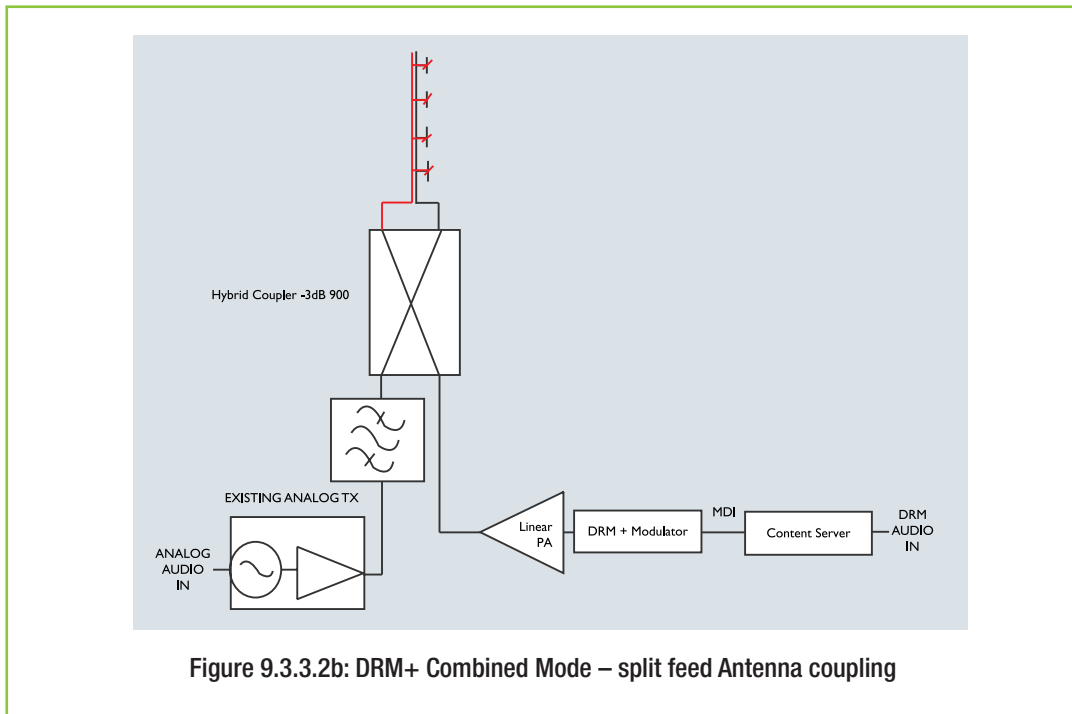 Hybrid Coupler -3dB 900
EXISTING ANALOG TX
ANALOG
AUDIO
IN
Linear
PA
DRM + Modulator
MDI
Content Server
DRM
AUDIO
IN
Figure 9.3.3.2b: DRM+ Combined Mode – split feed Antenna coupling